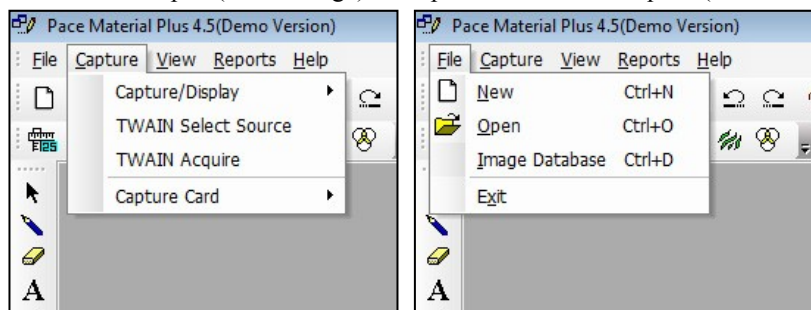 Pace Material Plus 4.5(Demo Version)
File Capture View Reports Help
Capture/Display
TWAIN Select Source
TWAIN Acquire
Capture Card
A
Pace Material Plus 4.5(Demo
File Capture View Reports Help
New Ctrl+N
Open Ctrl+O
Image Database Ctrl+D
Exit
A